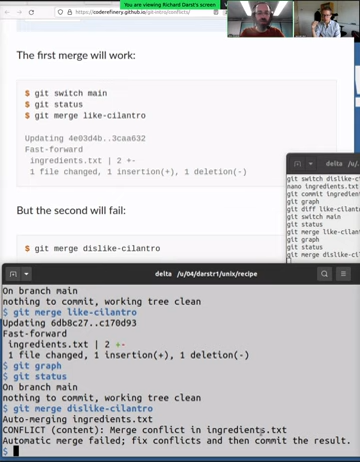 You are viewing Richard Darst's screen
https://coderefinery.github.io/git-intro/conflicts/
The first merge will work:
$ git switch main
$ git status
$ git merge like-cilantro
Updating 4e03d4b..3caa632
Fast-forward
ingredients.txt | 2 +-
1 file changed, 1 insertion(+), 1 deletion(-)
But the second will fail:
$ git merge dislike-cilantro
delta /u/.
git switch dislike-c
nano ingredients.txt
git commit ingredien
git graph
git diff like-cilant
git switch main
git status
git merge like-cilan
git graph
git status
git merge dislike-ci
delta /u/04/darstr1/unix/recipe
On branch main
nothing to commit, working tree clean
$ git merge like-cilantro
Updating 6db8c27..c170d93
Fast-forward
ingredients.txt | 2 +-
1 file changed, 1 insertion(+), 1 deletion(-)
$ git graph
$ git status
On branch main
nothing to commit, working tree clean
$ git merge dislike-cilantro
Auto-merging ingredients.txt
CONFLICT (content): Merge conflict in ingredients.txt
Automatic merge failed; fix conflicts and then commit the result.
$